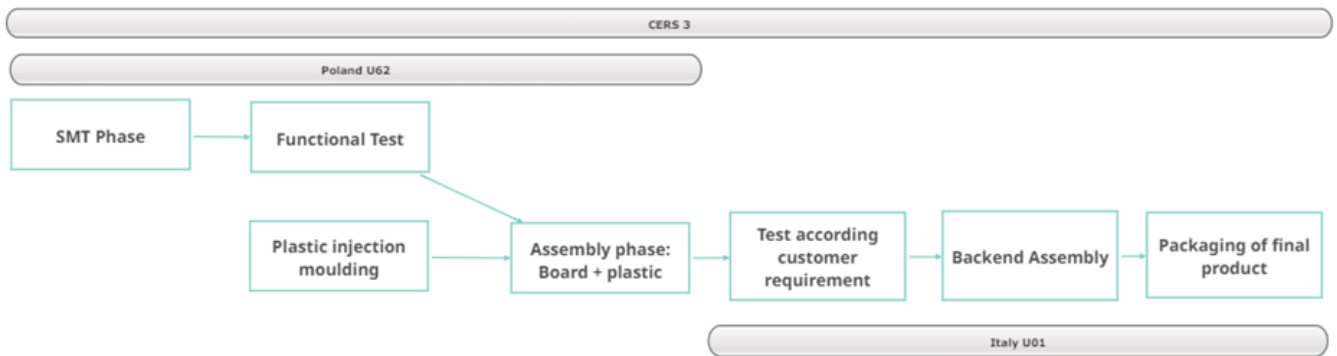 CERS 3
Poland U62
SMT Phase
Functional Test
Plastic injection
moulding
Assembly phase:
Board + plastic
Test according
customer
requirement
Backend Assembly
Packaging of final
product
Italy U01